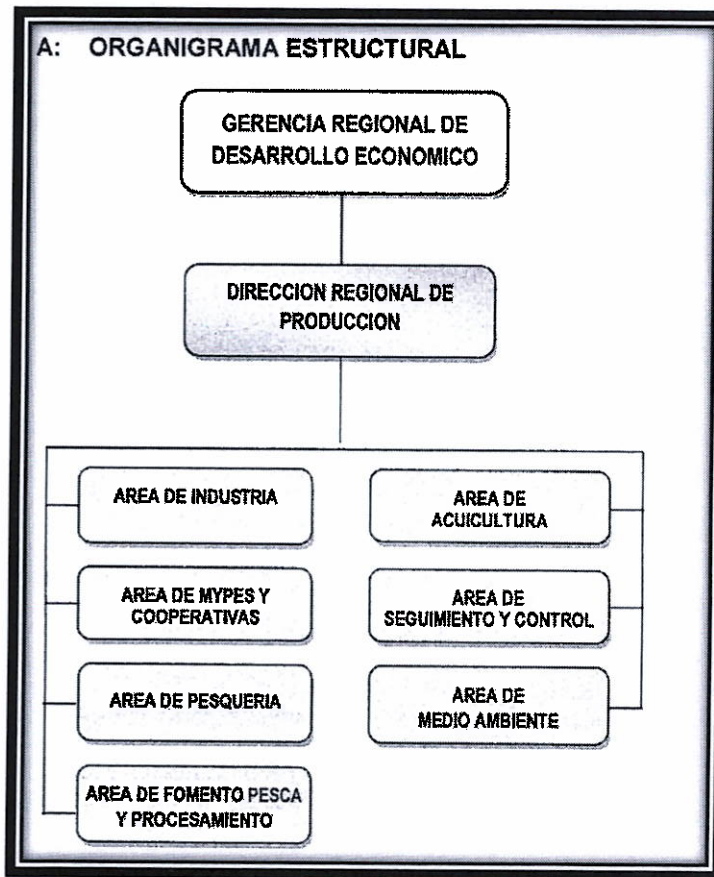 A: ORGANIGRAMA ESTRUCTURAL
GERENCIA REGIONAL DE
DESARROLLO ECONOMICO
DIRECCION REGIONAL DE
PRODUCCION
AREA DE INDUSTRIA
AREA DE MYPES Y
COOPERATIVAS
AREA DE PESQUERIA
AREA DE FOMENTO PESCA
Y PROCESAMIENTO
AREA DE
ACUICULTURA
AREA DE
SEGUIMIENTO Y CONTROL
AREA DE
MEDIO AMBIENTE